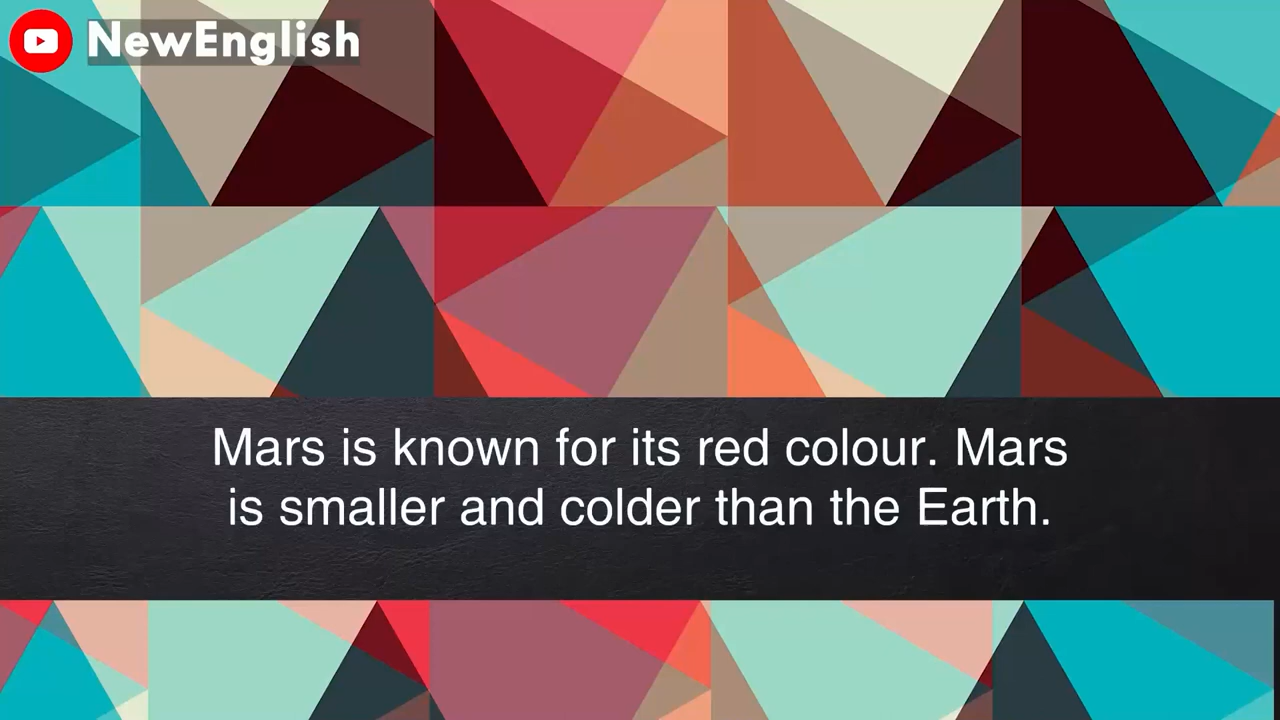 NewEnglish
Mars is known for its red colour. Mars
is smaller and colder than the Earth.